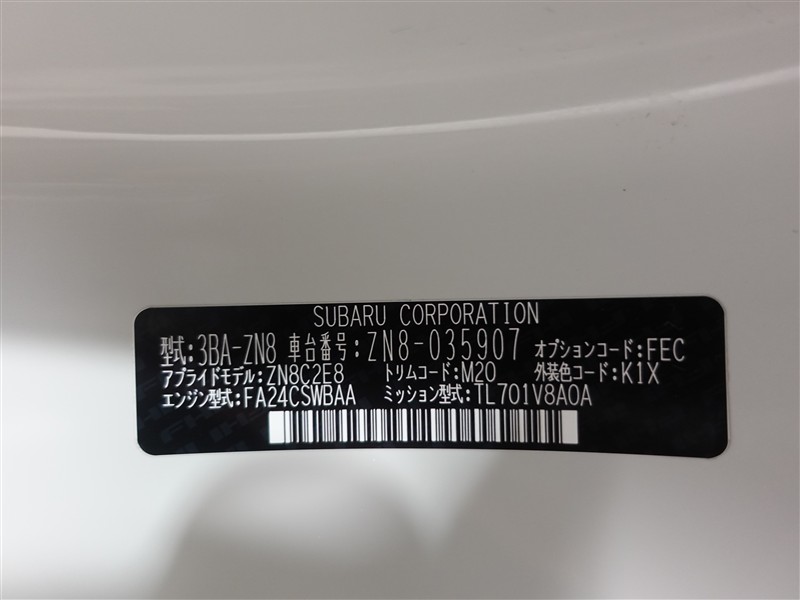 SUBARU CORPORATION
型式:3BA-ZN8 車台番号:ZN8-035907 オプションコード:FEC
アプライドモデル:ZN8C2E8 トリムコード:M20 外装色コード:K1X
エンジン型式:FA24CSWBAA ミッション型式:TL701V8A0A